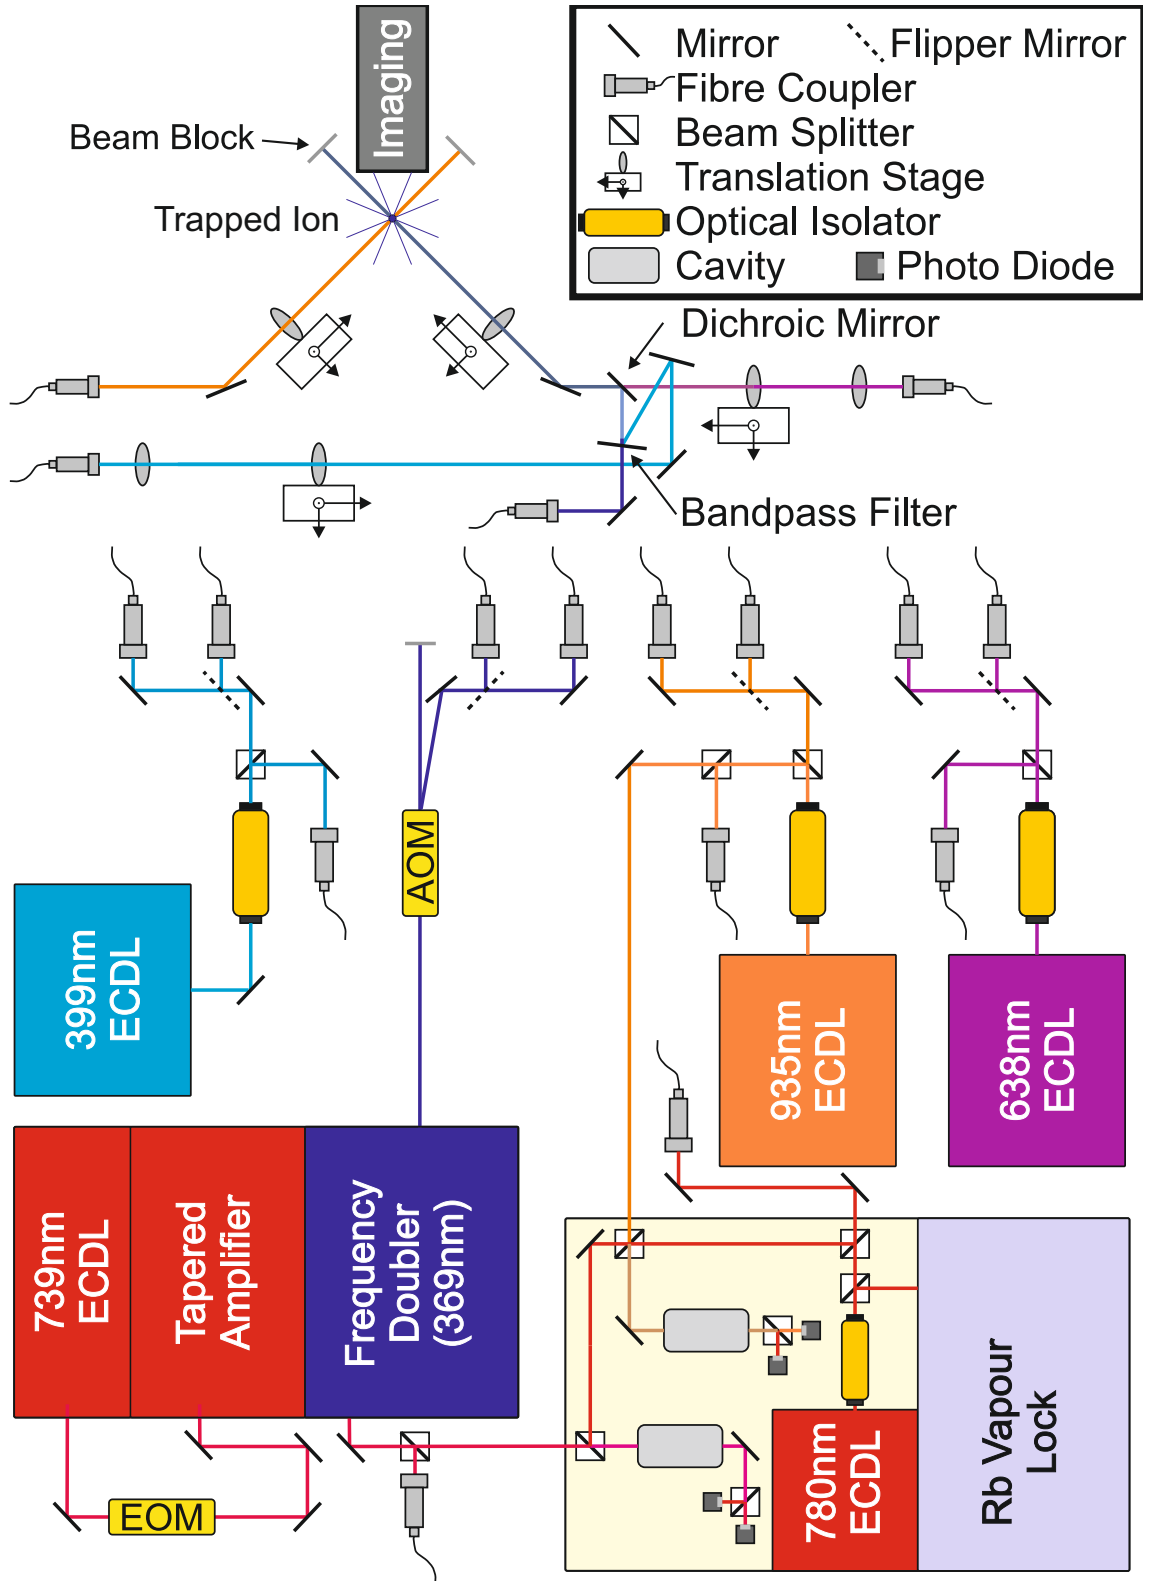 Mirror
Flipper Mirror
Fibre Coupler
Beam Splitter
Translation Stage
Optical Isolator
Cavity
Photo Diode
Imaging
Beam Block
Trapped Ion
Dichroic Mirror
Bandpass Filter
AOM
399nm
ECDL
935nm
ECDL
638nm
ECDL
739nm
ECDL
Tapered
Amplifier
Frequency
Doubler
(369nm)
EOM
780nm
ECDL
Rb Vapour
Lock